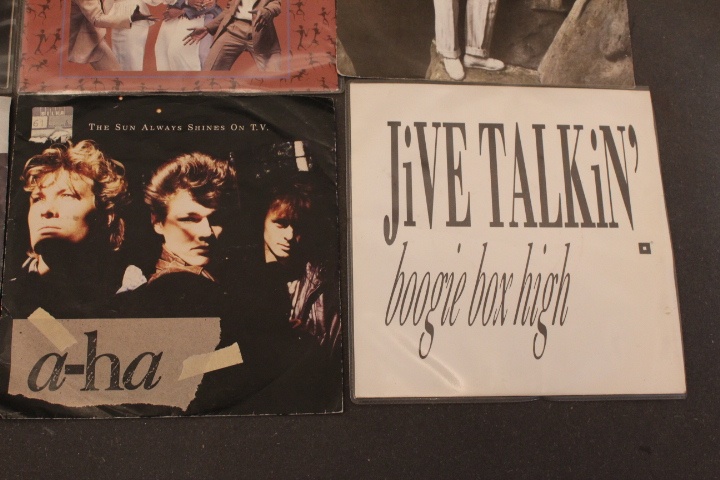 THE SUN ALWAYS SHINES ON T.V.
a-ha
JiVE TALKiN'.
boogie box high